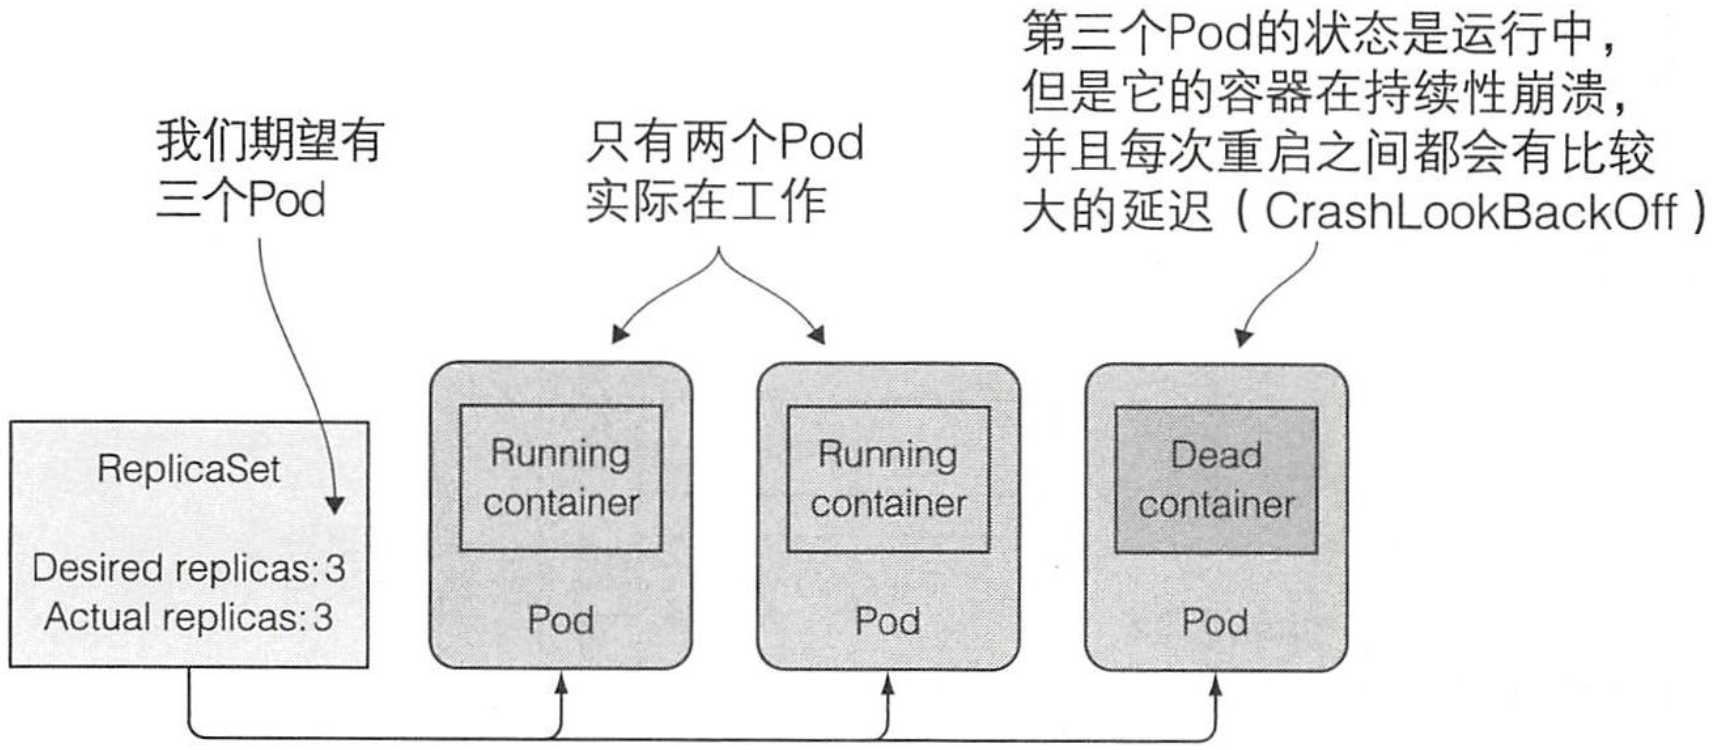 我们期望有
三个Pod
只有两个Pod
实际在工作
第三个Pod的状态是运行中，
但是它的容器在持续性崩溃，
并且每次重启之间都会有比较
大的延迟（CrashLookBackOff）
ReplicaSet
Desired replicas:3
Actual replicas:3
Running
container
Pod
Running
container
Pod
Dead
container
Pod